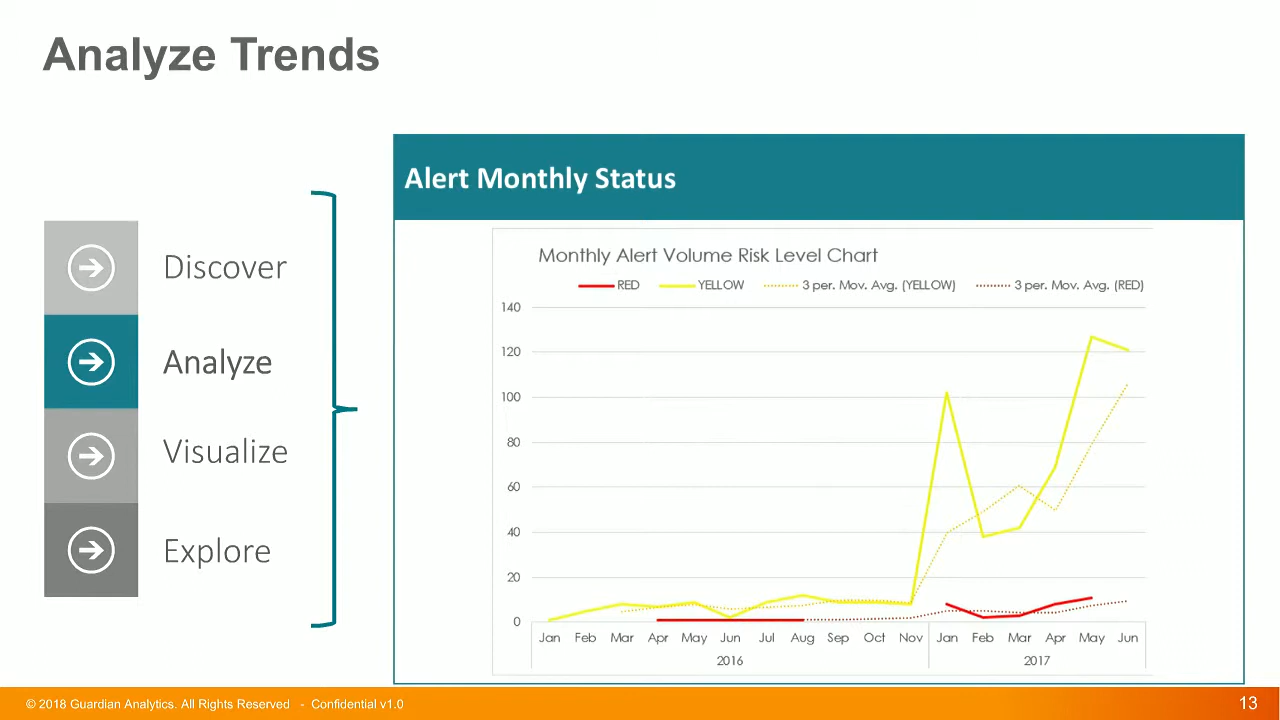 Analyze Trends
Discover
Analyze
Visualize
Explore
Alert Monthly Status
Monthly Alert Volume Risk Level Chart
RED YELLOW 3 per. Mov. Avg. (YELLOW) 3 per. Mov. Avg. (RED)
140
120
100
80
60
40
20
0
Jan Feb Mar Apr May Jun Jul Aug Sep Oct Nov Jan Feb Mar Apr May Jun
2016 2017
© 2018 Guardian Analytics. All Rights Reserved - Confidential v1.0
13